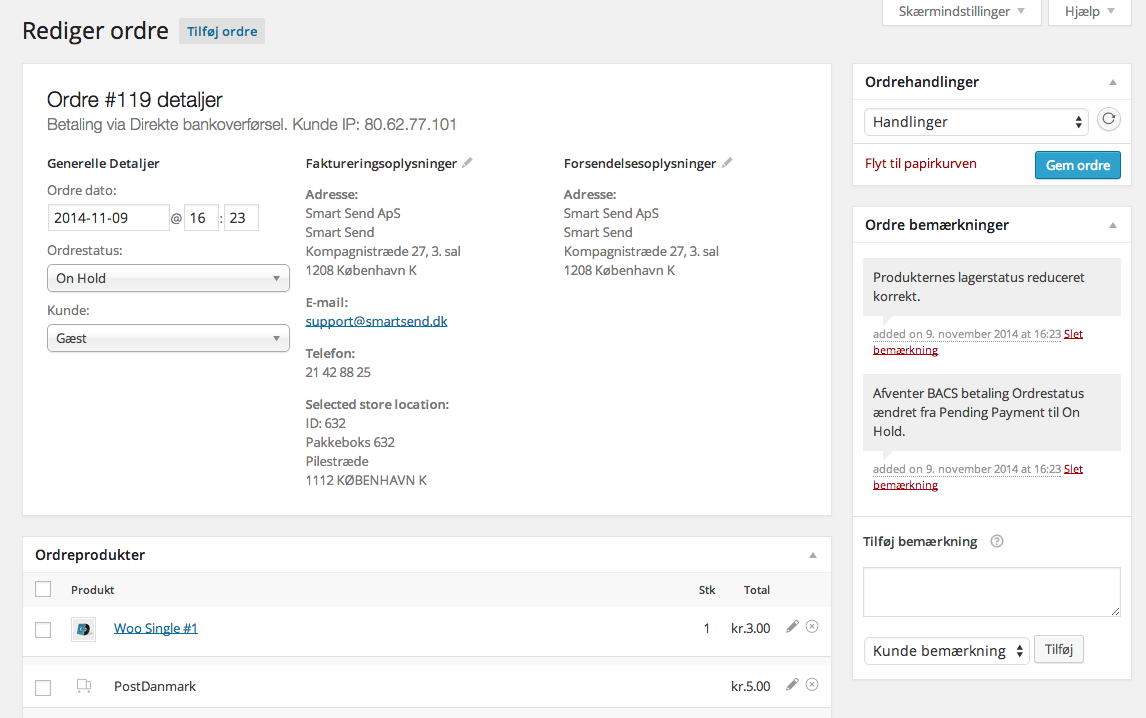 Rediger ordre
Tilføj ordre
Skærmindstillinger
Hjælp
Ordre #119 detaljer
Betaling via Direkte bankoverførsel. Kunde IP: 80.62.77.101
Generelle Detaljer
Ordre dato:
2014-11-09 @ 16 : 23
Ordrestatus:
On Hold
Kunde:
Gæst
Faktureringsoplysninger
Adresse:
Smart Send ApS
Smart Send
Kompagnistræde 27, 3. sal
1208 København K
E-mail:
support@smartsend.dk
Telefon:
21 42 88 25
Selected store location:
ID: 632
Pakkeboks 632
Pilestræde
1112 KØBENHAVN K
Forsendelsesoplysninger
Adresse:
Smart Send ApS
Smart Send
Kompagnistræde 27, 3. sal
1208 København K
Ordreprodukter
Produkt Stk Total
Woo Single #1 1 kr.3.00
PostDanmark kr.5.00
Ordrehandlinger
Handlinger
Flyt til papirkurven
Gem ordre
Ordre bemærkninger
Produkternes lagerstatus reduceret
korrekt.
added on 9. november 2014 at 16:23 Slet
bemærkning
Afventer BACS betaling Ordrestatus
ændret fra Pending Payment til On
Hold.
added on 9. november 2014 at 16:23 Slet
bemærkning
Tilføj bemærkning ?
Kunde bemærkning
Tilføj